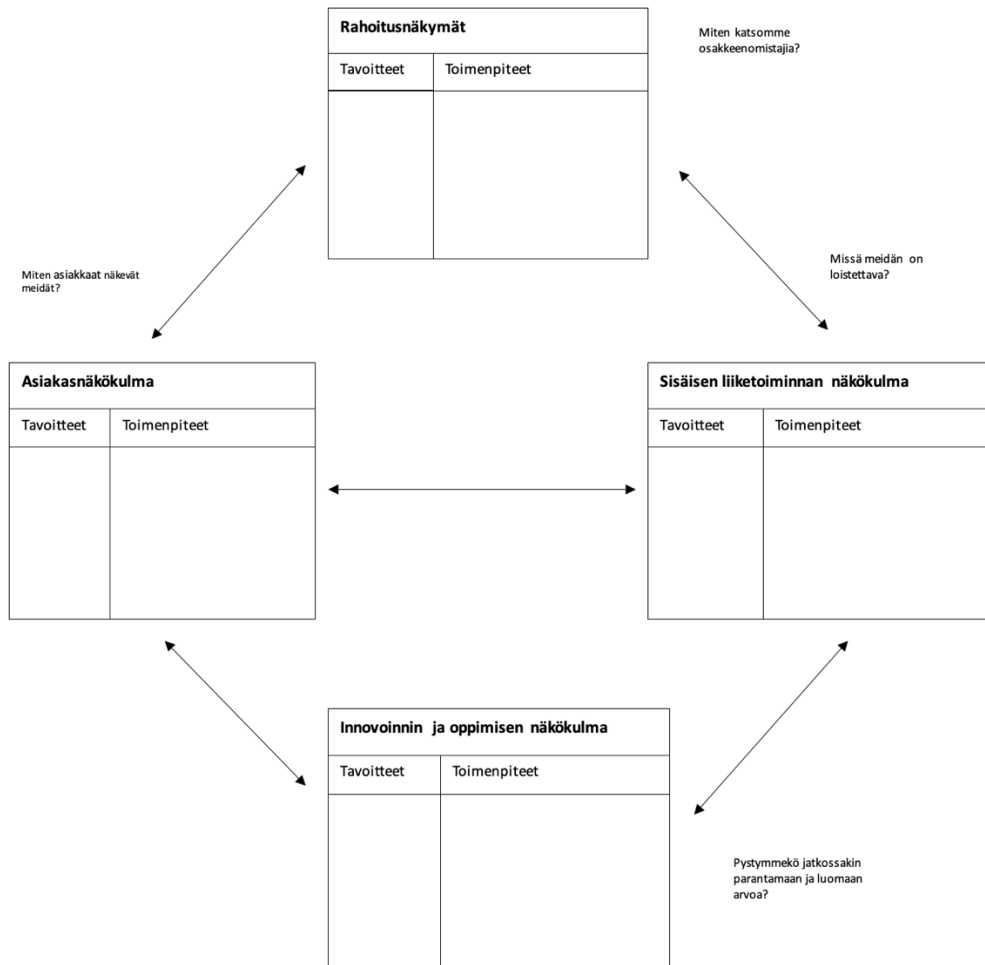 Rahoitusnäkymät
Miten katsomme
osakkeenomistajia?
Tavoitteet
Toimenpiteet
Miten asiakkaat näkevät
meidät?
Missä meidän on
loistettava?
Asiakasnäkökulma
Tavoitteet
Toimenpiteet
Sisäisen liiketoiminnan näkökulma
Tavoitteet
Toimenpiteet
Innovoinnin ja oppimisen näkökulma
Tavoitteet
Toimenpiteet
Pystymmekö jatkossakin
parantamaan ja luomaan
arvoa?